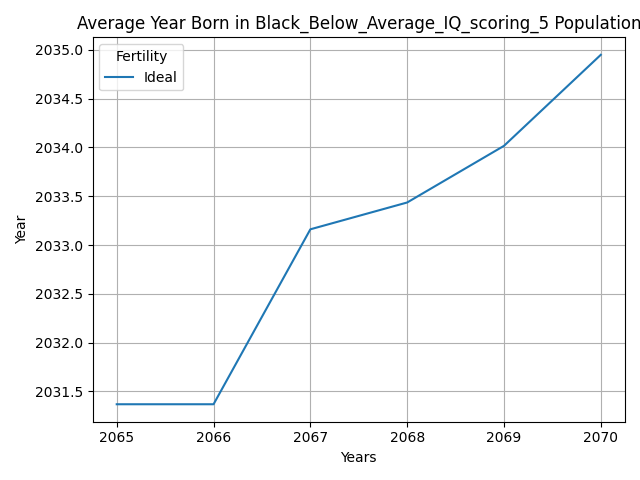 Average Year Born in Black_Below_Average_IQ_scoring_5 Population
Fertility
Ideal
2035.0
2034.5
2034.0
2033.5
2033.0
2032.5
2032.0
2031.5
Year
2065 2066 2067 2068 2069 2070
Years